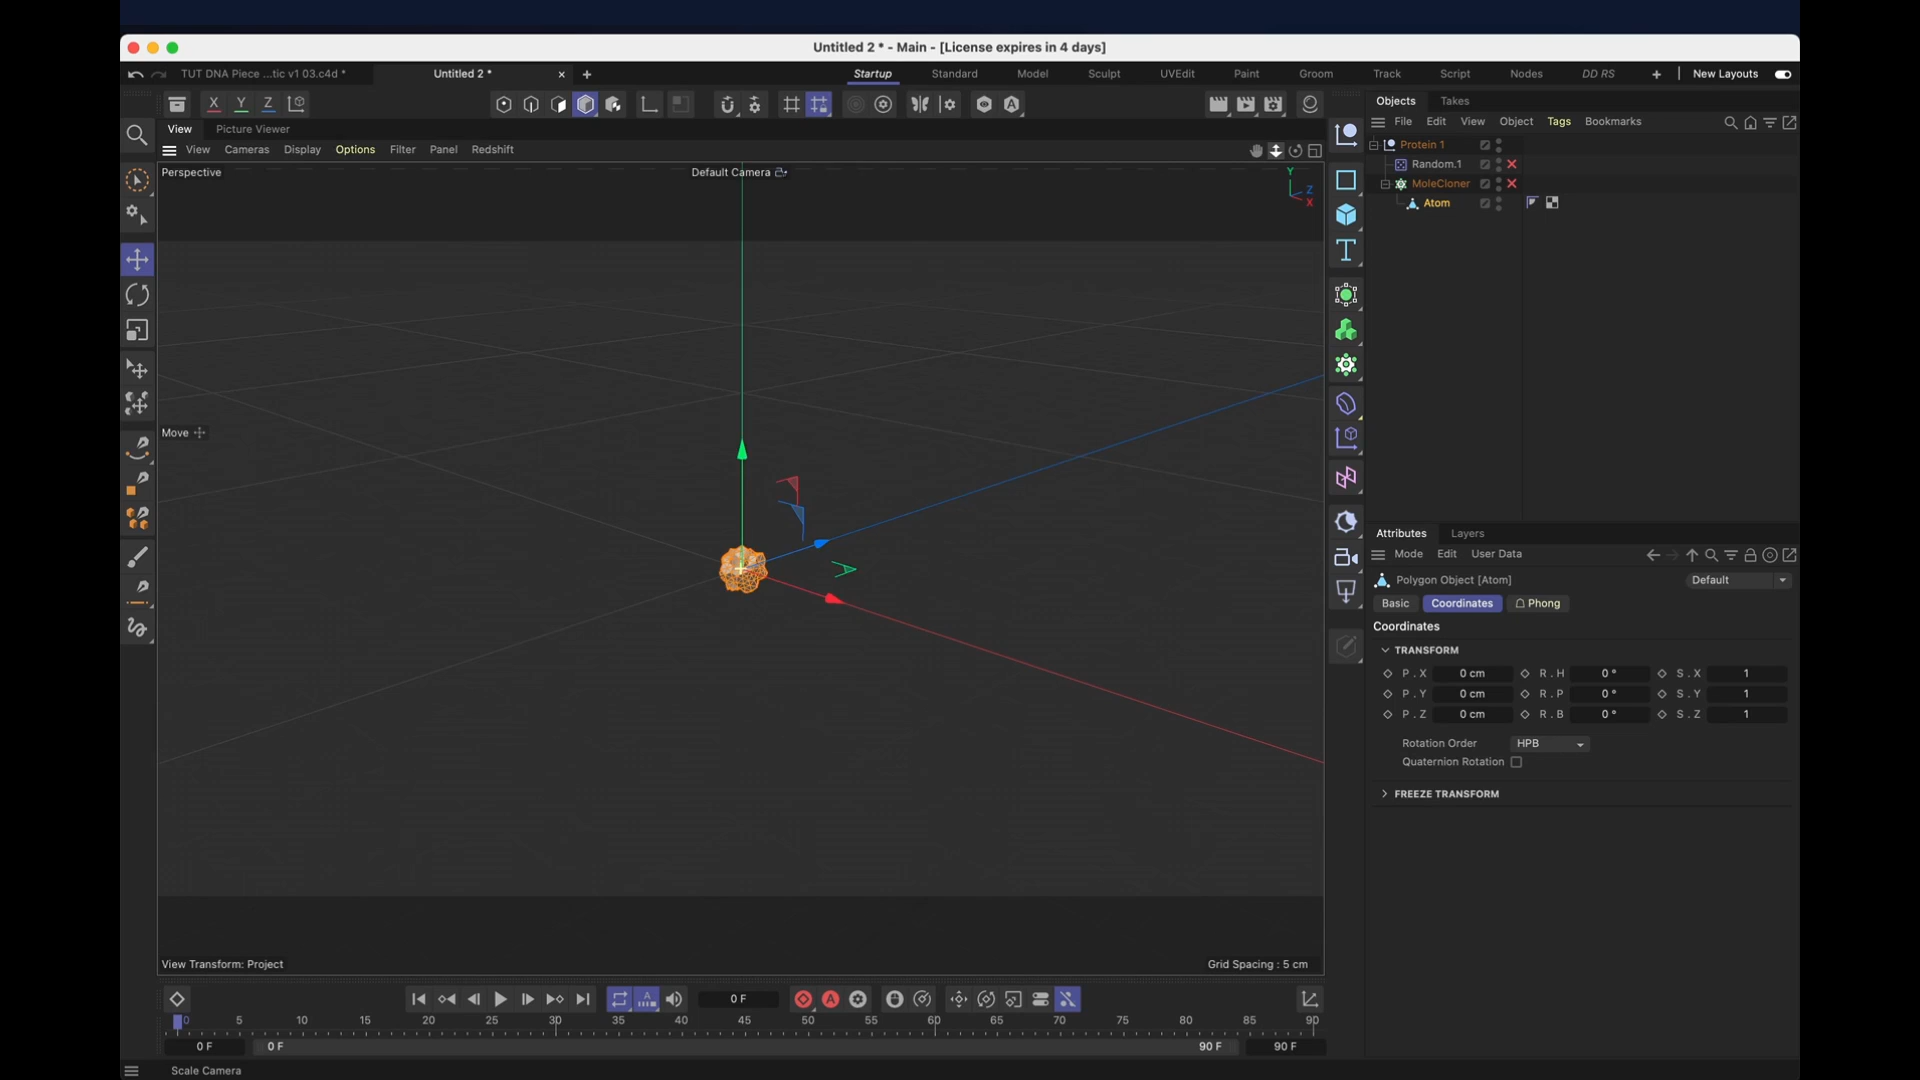 Untitled 2 * - Main - [License expires in 4 days]
TUT DNA Piece ...tic v1 03.c4d *
Untitled 2 *
Startup
Standard
Model
Sculpt
UVEdit
Paint
Groom
Track
Script
Nodes
DD RS
New Layouts
X
Y
Z
Objects
Takes
View
Picture Viewer
File
Edit
View
Object
Tags
Bookmarks
View
Cameras
Display
Options
Filter
Panel
Redshift
Protein 1
Random.1
MoleCloner
Atom
Perspective
Default Camera
Y
Z
X
Move
Attributes
Layers
Mode
Edit
User Data
Polygon Object [Atom]
Default
Basic
Coordinates
Phong
Coordinates
TRANSFORM
P . X 0 cm R . H 0 ° S . X 1
P . Y 0 cm R . P 0 ° S . Y 1
P . Z 0 cm R . B 0 ° S . Z 1
Rotation Order HPB
Quaternion Rotation
FREEZE TRANSFORM
View Transform: Project
Grid Spacing : 5 cm
0 F
0 5 10 15 20 25 30 35 40 45 50 55 60 65 70 75 80 85 90
0 F
0 F
90 F
90 F
Scale Camera